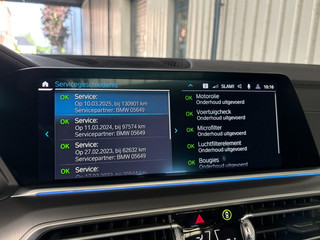 Servicegeschiedenis
SLAM!
10:10
OK Service:
Op 10.03.2025, bij 130901 km
Servicepartner: BMW 05649
OK Service:
Op 11.03.2024, bij 97574 km
Servicepartner: BMW 05649
OK Service:
Op 27.02.2023, bij 62632 km
Servicepartner: BMW 05649
OK Service:
OK Motorolie
Onderhoud uitgevoerd
OK Voertuigcheck
Onderhoud uitgevoerd
OK Microfilter
Onderhoud uitgevoerd
OK Luchtfilterelement
Onderhoud uitgevoerd
OK Bougies
Onderhoud uitgevoerd